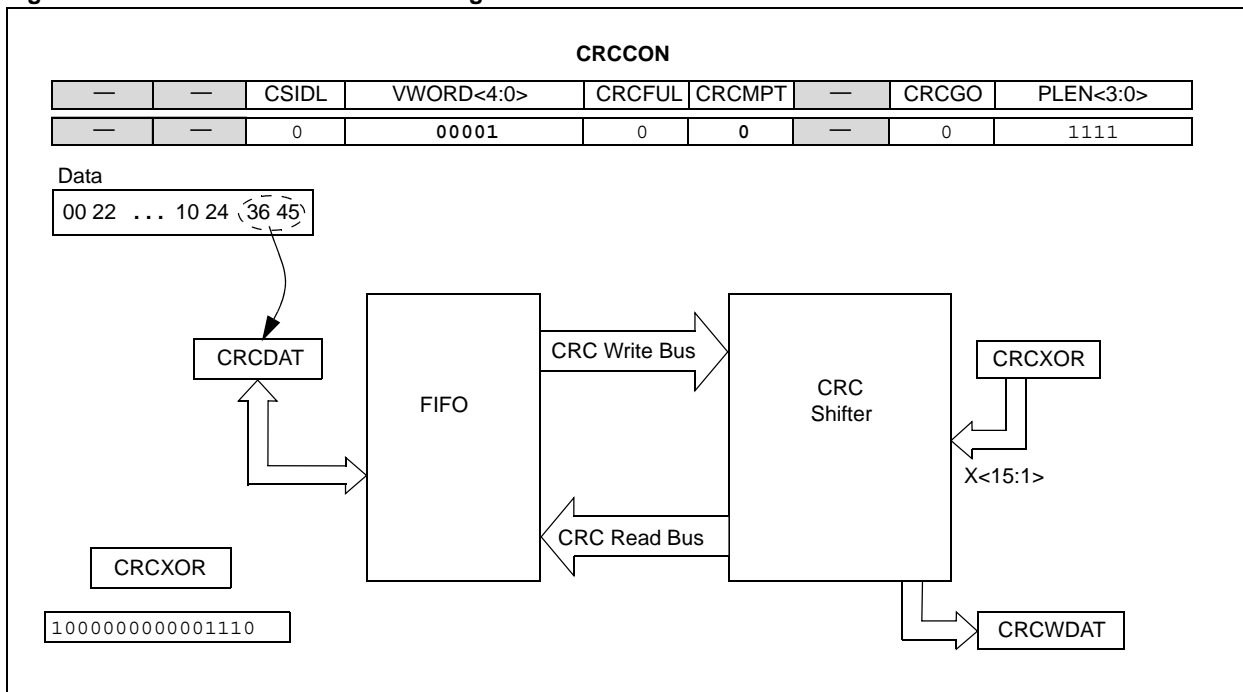 CRCCON
— — CSIDL VWORD<4:0> CRCFUL CRCMPT — CRCGO PLEN<3:0>
— — 0 00001 0 0 — 0 1111
Data
00 22 ... 10 24 36 45
CRCDAT
FIFO
CRC Write Bus
CRC
Shifter
CRCXOR
X<15:1>
CRC Read Bus
CRCXOR
1000000000001110
CRCWDAT